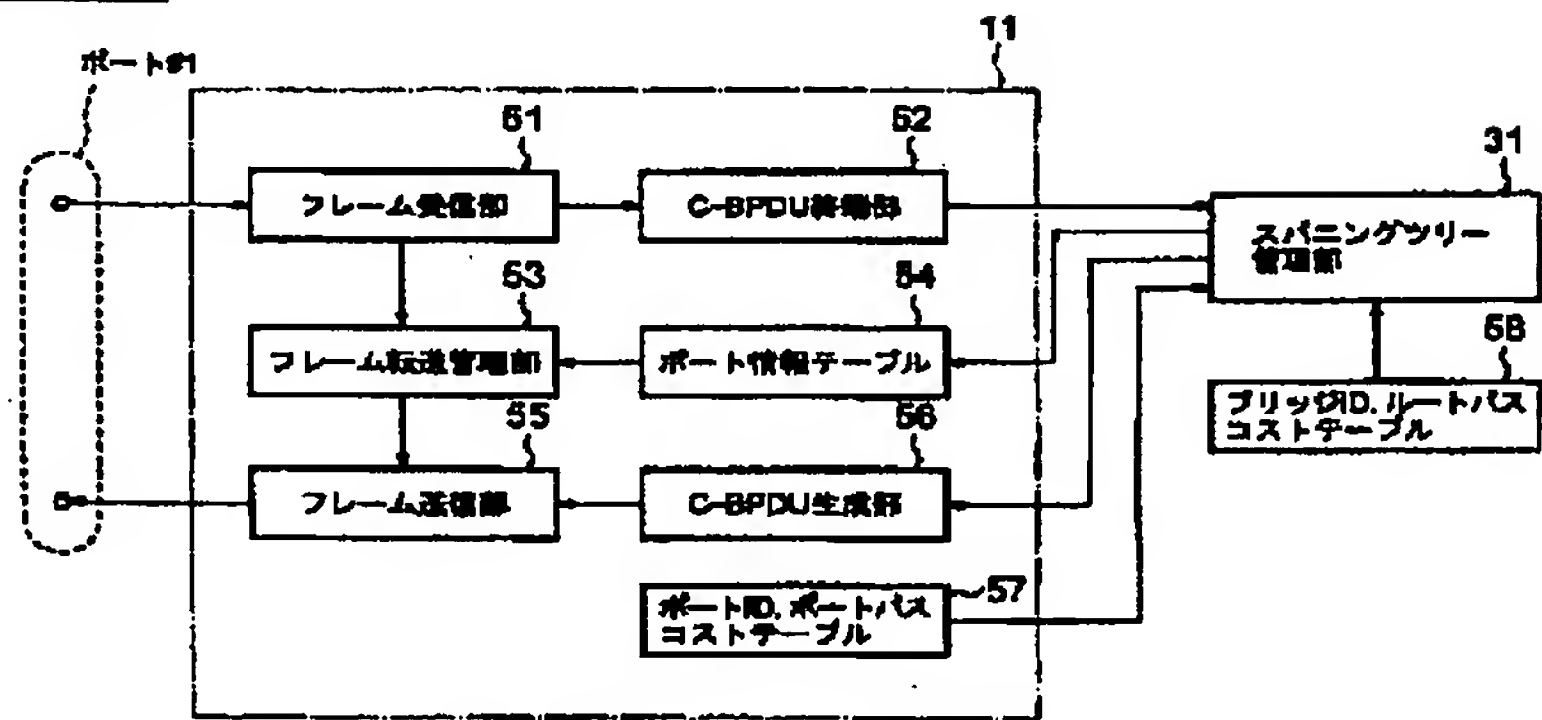 ポート#1
11
51
フレーム受信部
52
C-BPDU終端部
31
スパニングツリー
管理部
53
フレーム転送管理部
54
ポート情報テーブル
58
ブリッジID,ルートパス
コストテーブル
55
フレーム送信部
56
C-BPDU生成部
57
ポートID,ポートパス
コストテーブル